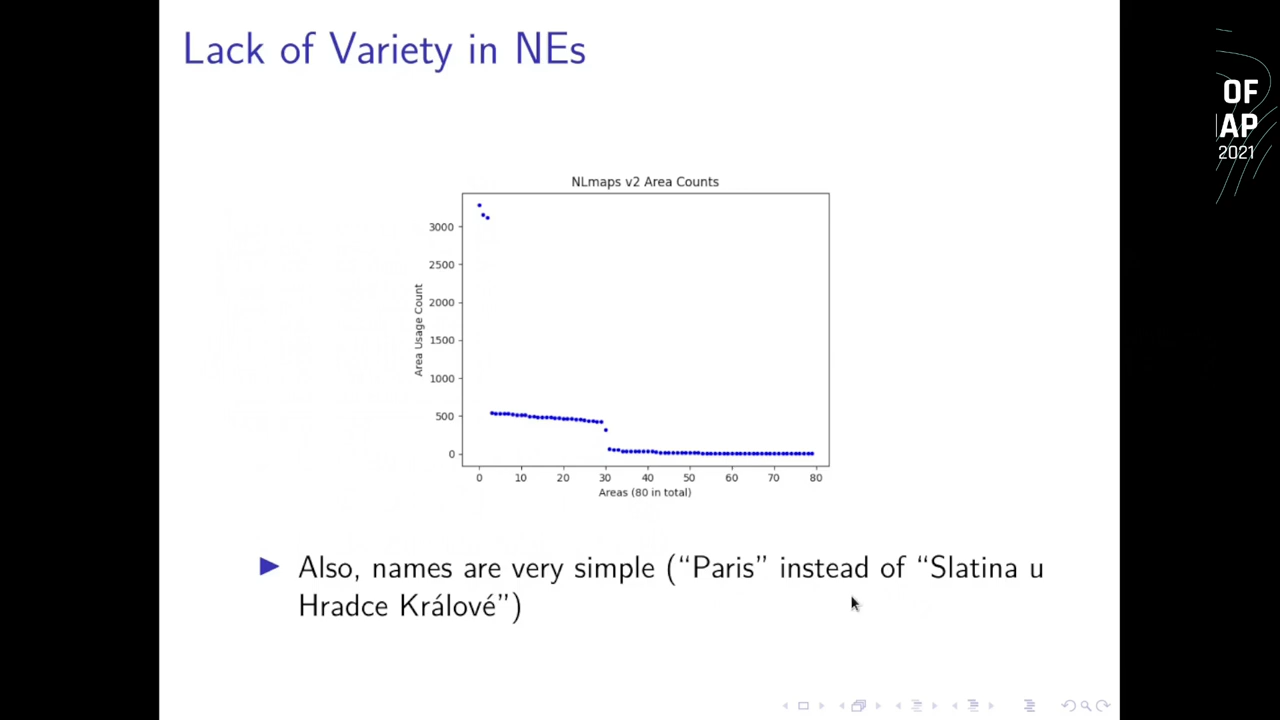 Lack of Variety in NEs
OF
AP
2021
NLmaps v2 Area Counts
Area Usage Count
3000
2500
2000
1500
1000
500
0
0 10 20 30 40 50 60 70 80
Areas (80 in total)
Also, names are very simple (“Paris” instead of “Slatina u
Hradce Králové”)